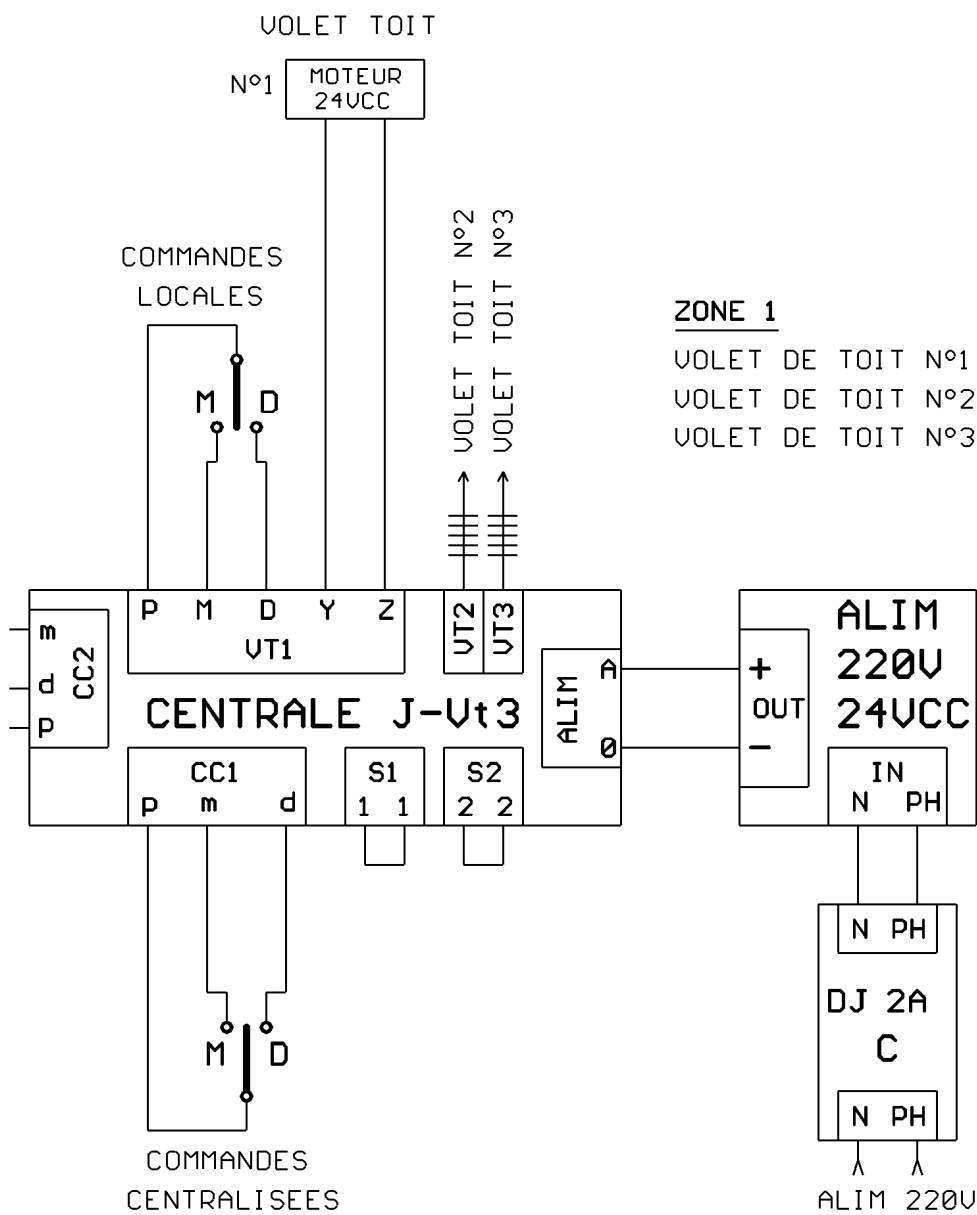 VOLET TOIT
N°1
MOTEUR
24VCC
VOLET TOIT N°2
VOLET TOIT N°3
COMMANDES
LOCALES
M D
ZONE 1
VOLET DE TOIT N°1
VOLET DE TOIT N°2
VOLET DE TOIT N°3
P M D Y Z
VT1
VT2
VT3
m
d
p
CC2
CENTRALE J-Vt3
A
0
ALIM
+
OUT
-
ALIM
220V
24VCC
IN
N PH
CC1
p m d
S1
1 1
S2
2 2
N PH
DJ 2A
C
N PH
ALIM 220V
M D
COMMANDES
CENTRALISEES